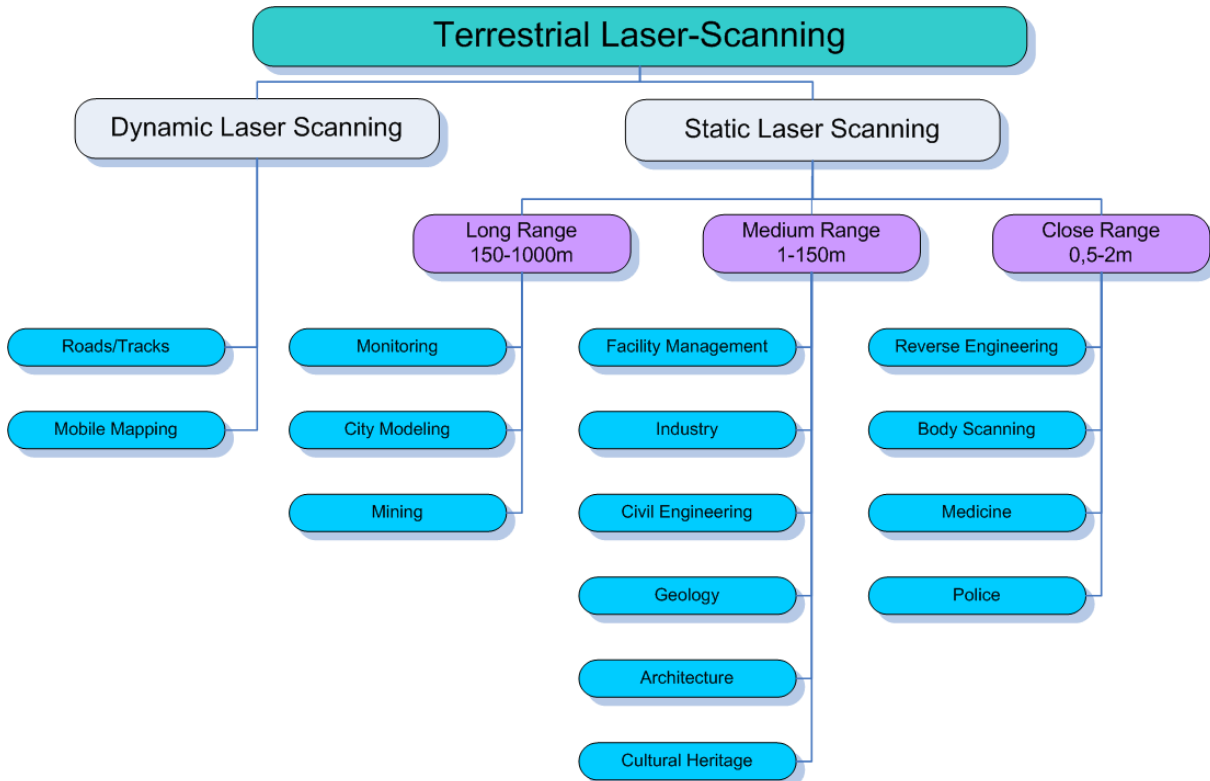 Terrestrial Laser-Scanning
Dynamic Laser Scanning
Static Laser Scanning
Long Range
150-1000m
Medium Range
1-150m
Close Range
0,5-2m
Roads/Tracks
Monitoring
Facility Management
Reverse Engineering
Mobile Mapping
City Modeling
Industry
Body Scanning
Mining
Civil Engineering
Medicine
Geology
Police
Architecture
Cultural Heritage